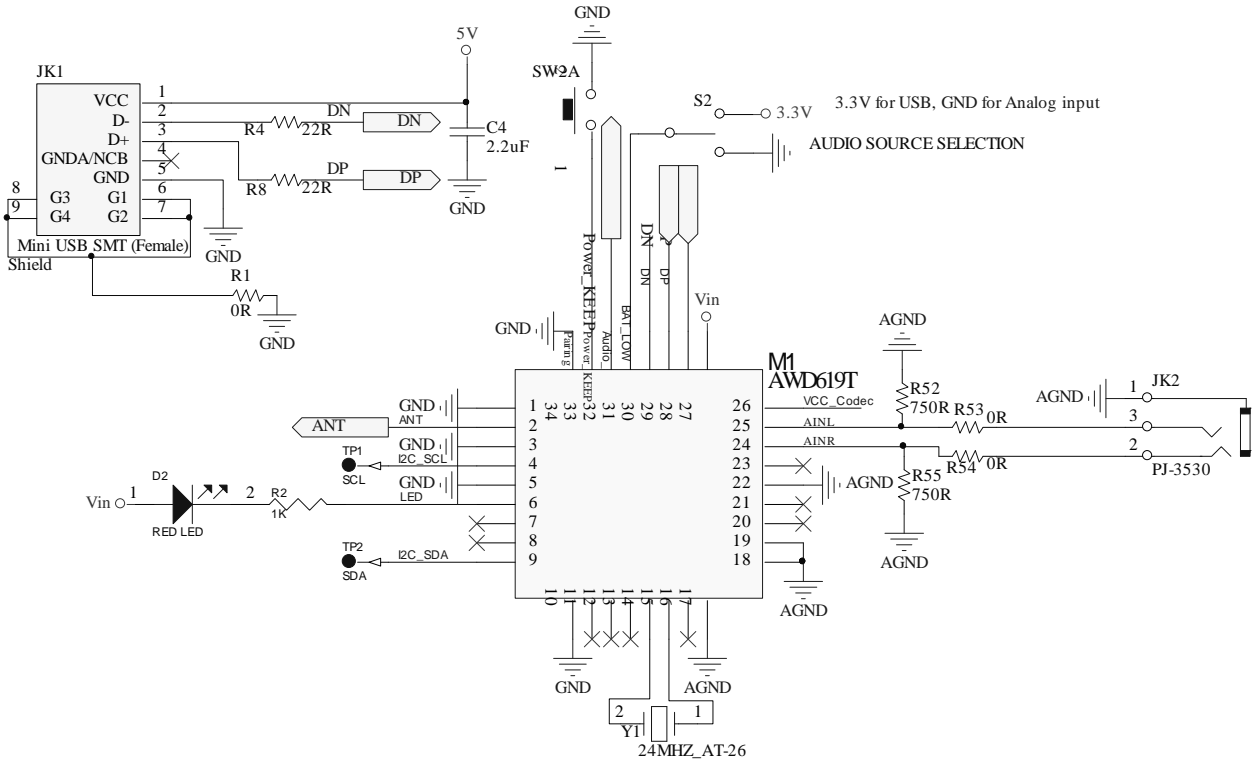 GND
5V
JK1
SW2A
S2
3.3V
3.3V for USB, GND for Analog input
AUDIO SOURCE SELECTION
VCC 1
D- 2
D+ 3
GNDA/NCB 4
GND 5
8 G3 G1 6
9 G4 G2 7
Mini USB SMT (Female)
Shield
R4 22R DN DN
R8 22R DP DP
C4
2.2uF
GND
GND
R1
0R
GND
1
Power_KEEP
DN
DN
DP
BAT_LOW
Audio_
Power_KEEP
Pairing
GND
Vin
M1
AWD619T
34 33 32 31 30 29 28 27
GND 1
ANT ANT 2
GND 3
TP1 I2C_SCL 4
SCL
GND 5
LED 6
7
8
TP2 I2C_SDA 9
SDA
Vin 1 D2 2 R2
RED LED 1K
26 VCC_Codec
25 AINL
24 AINR
23
22 AGND
21
20
19
18
AGND
AGND
R52
750R
R53 0R
R54 0R
R55
750R
AGND
AGND 1 JK2
3
2
PJ-3530
10 11 12 13 14 15 16 17
GND
AGND
2 1
Y1
24MHZ_AT-26